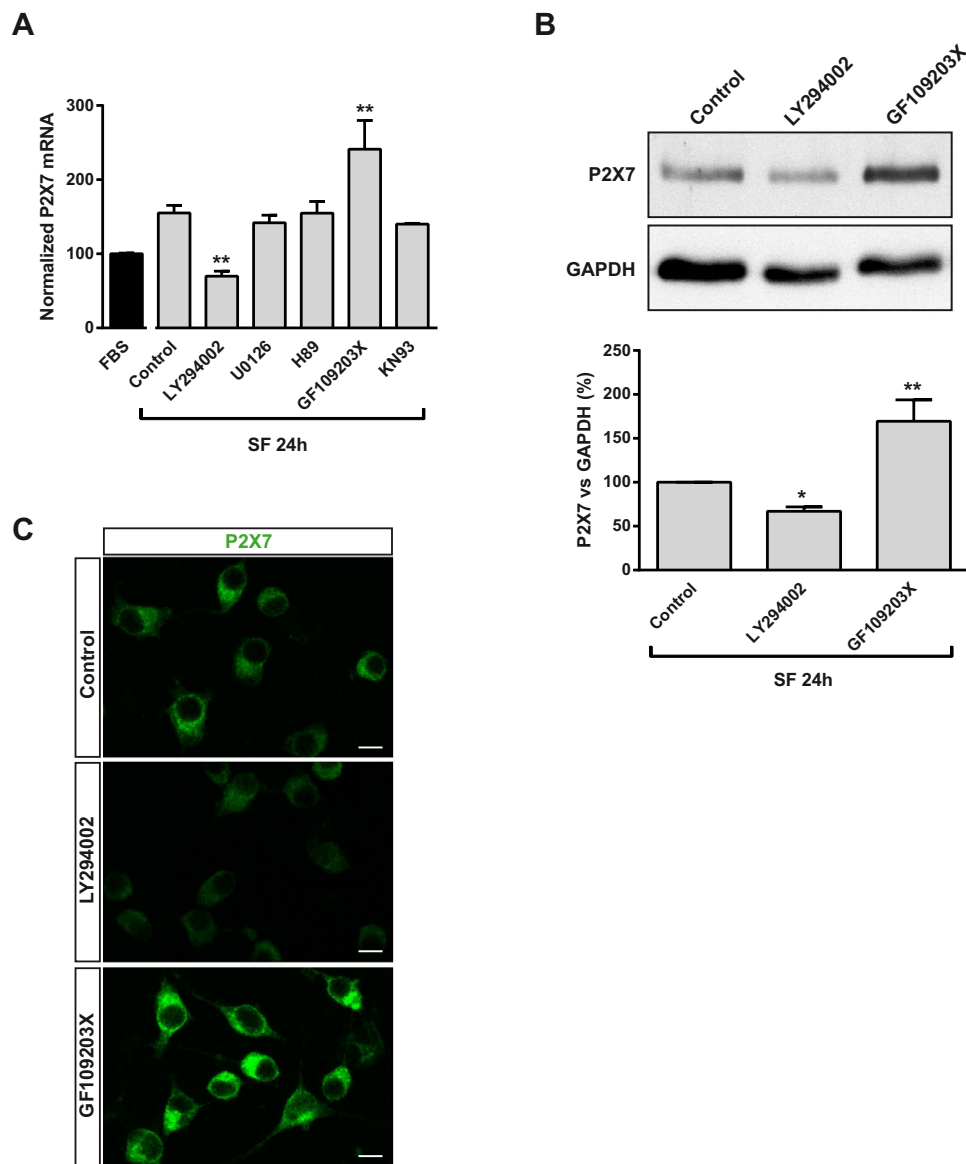 A
Normalized P2X7 mRNA
300
200
100
0
**
**
FBS
Control
LY294002
U0126
H89
GF109203X
KN93
SF 24h
B
Control
LY294002
GF109203X
P2X7
GAPDH
P2X7 vs GAPDH (%)
250
200
150
100
50
0
*
**
Control
LY294002
GF109203X
SF 24h
C
P2X7
Control
LY294002
GF109203X